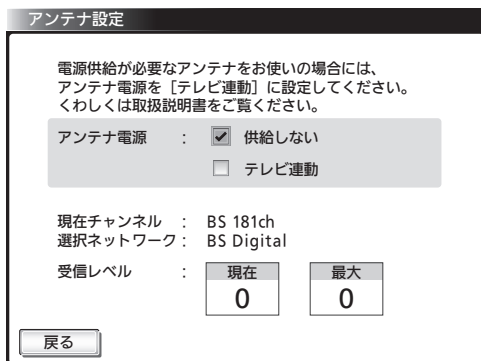 アンテナ設定
電源供給が必要なアンテナをお使いの場合には、
アンテナ電源を［テレビ連動］に設定してください。
くわしくは取扱説明書をご覧ください。
アンテナ電源 : 供給しない
テレビ連動
現在チャンネル : BS 181ch
選択ネットワーク : BS Digital
受信レベル : 現在 最大
0 0
戻る